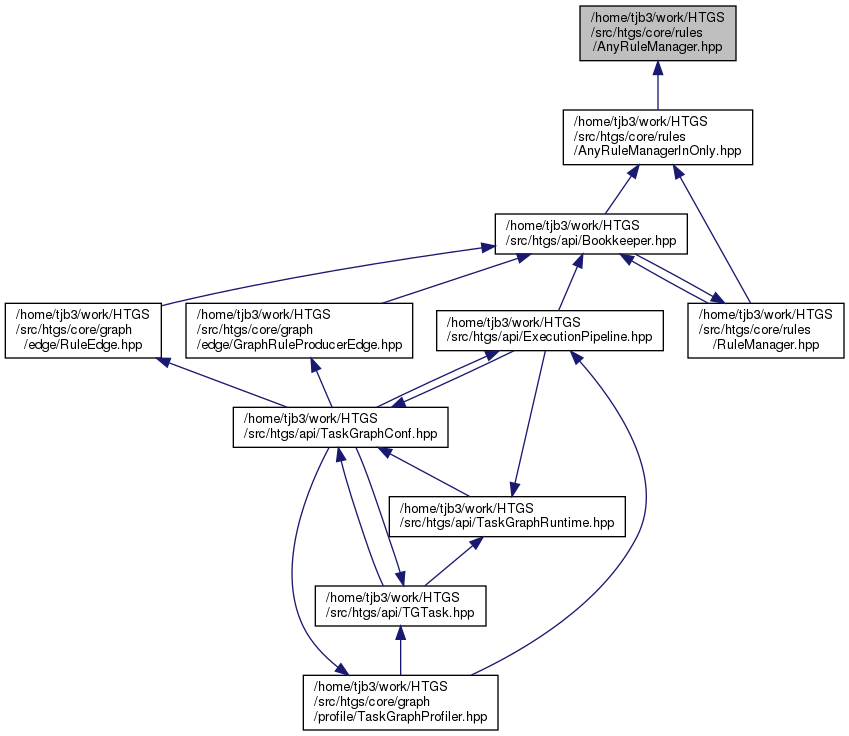 /home/tjb3/work/HTGS
/src/htgs/core/rules
/AnyRuleManager.hpp
/home/tjb3/work/HTGS
/src/htgs/core/rules
/AnyRuleManagerInOnly.hpp
/home/tjb3/work/HTGS
/src/htgs/api/Bookkeeper.hpp
/home/tjb3/work/HTGS
/src/htgs/core/graph
/edge/RuleEdge.hpp
/home/tjb3/work/HTGS
/src/htgs/core/graph
/edge/GraphRuleProducerEdge.hpp
/home/tjb3/work/HTGS
/src/htgs/api/ExecutionPipeline.hpp
/home/tjb3/work/HTGS
/src/htgs/core/rules
/RuleManager.hpp
/home/tjb3/work/HTGS
/src/htgs/api/TaskGraphConf.hpp
/home/tjb3/work/HTGS
/src/htgs/api/TaskGraphRuntime.hpp
/home/tjb3/work/HTGS
/src/htgs/api/TGTask.hpp
/home/tjb3/work/HTGS
/src/htgs/core/graph
/profile/TaskGraphProfiler.hpp